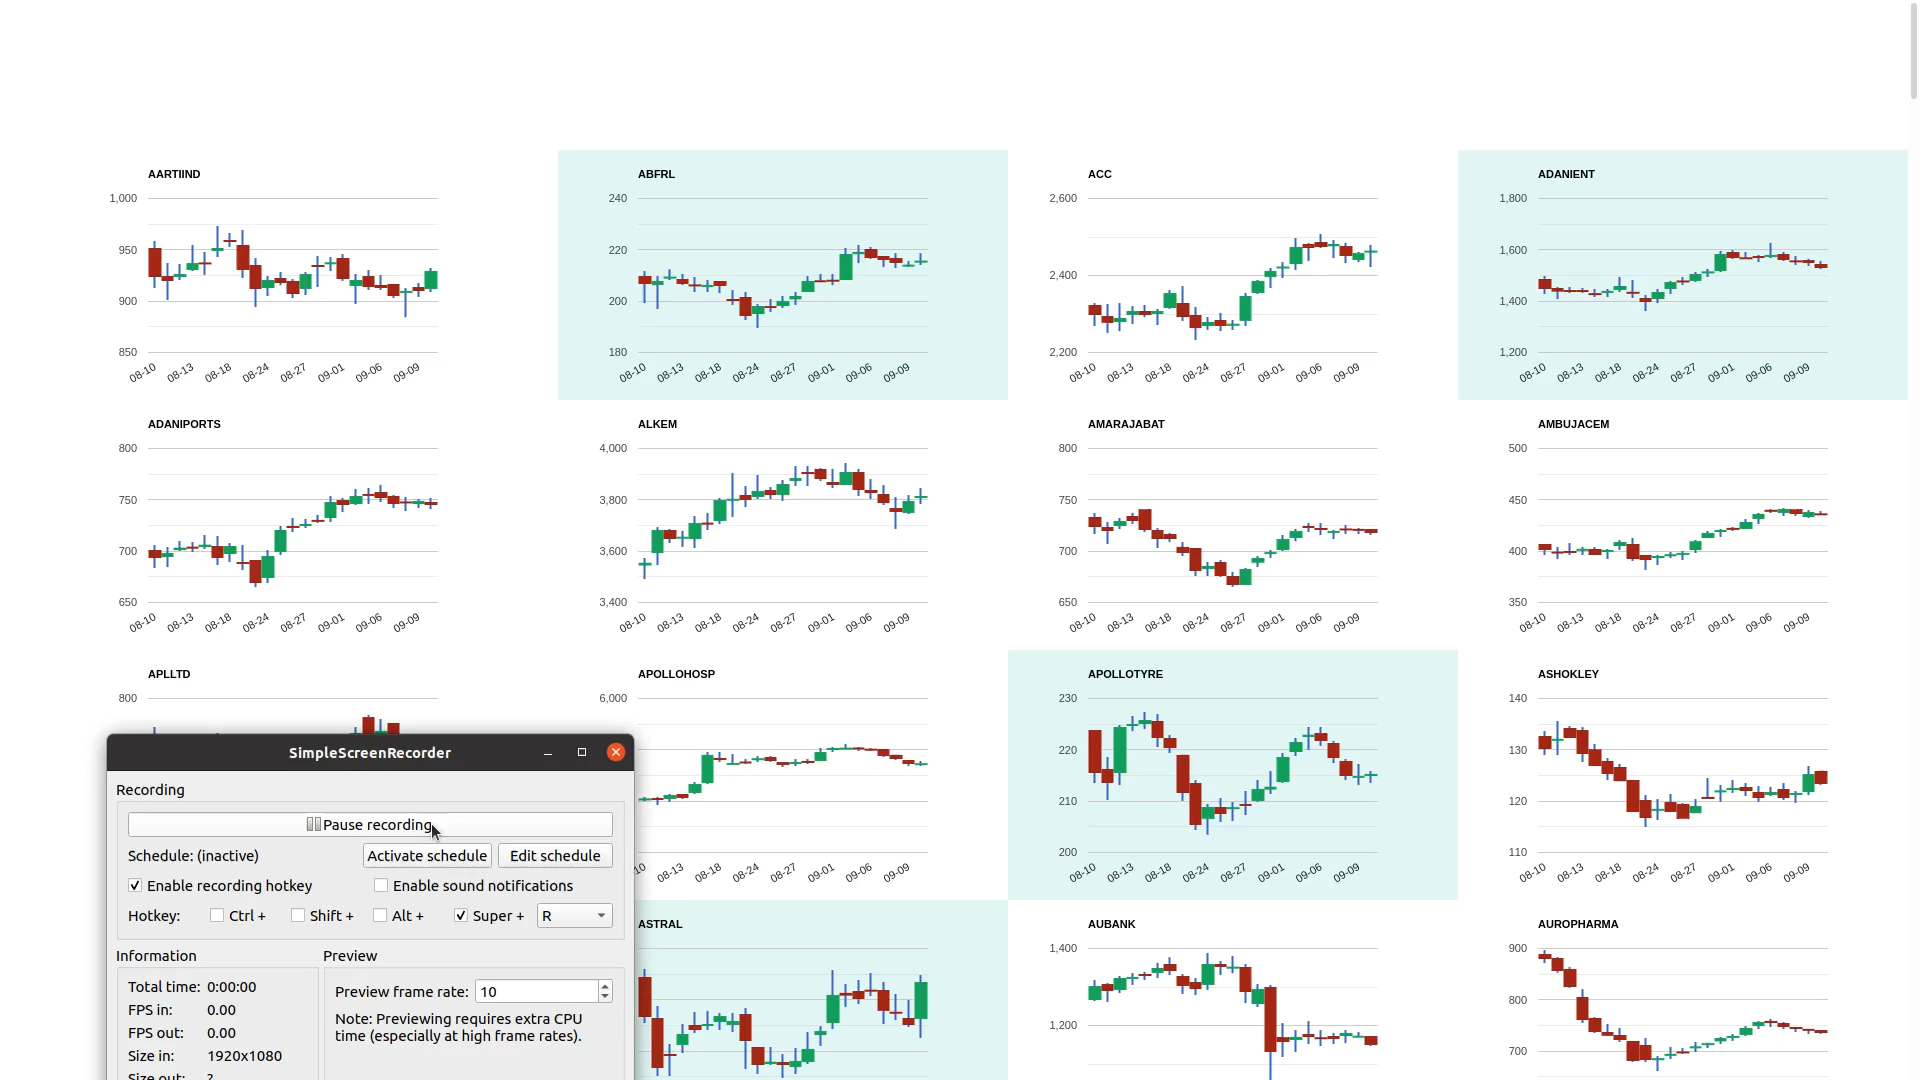 AARTIIND
1,000
950
900
850
08-10 08-13 08-18 08-24 08-27 09-01 09-06 09-09
ABFRL
240
220
200
180
08-10 08-13 08-18 08-24 08-27 09-01 09-06 09-09
ACC
2,600
2,400
2,200
08-10 08-13 08-18 08-24 08-27 09-01 09-06 09-09
ADANIENT
1,800
1,600
1,400
1,200
08-10 08-13 08-18 08-24 08-27 09-01 09-06 09-09
ADANIPORTS
800
750
700
650
08-10 08-13 08-18 08-24 08-27 09-01 09-06 09-09
ALKEM
4,000
3,800
3,600
3,400
08-10 08-13 08-18 08-24 08-27 09-01 09-06 09-09
AMARAJABAT
800
750
700
650
08-10 08-13 08-18 08-24 08-27 09-01 09-06 09-09
AMBUJACEM
500
450
400
350
08-10 08-13 08-18 08-24 08-27 09-01 09-06 09-09
APLLTD
800
APOLLOHOSP
6,000
-10 08-13 08-18 08-24 08-27 09-01 09-06 09-09
APOLLOTYRE
230
220
210
200
08-10 08-13 08-18 08-24 08-27 09-01 09-06 09-09
ASHOKLEY
140
130
120
110
08-10 08-13 08-18 08-24 08-27 09-01 09-06 09-09
ASTRAL
AUBANK
1,400
1,200
AUROPHARMA
900
800
700
SimpleScreenRecorder
Recording
Pause recording
Schedule: (inactive)
Activate schedule
Edit schedule
Enable recording hotkey
Enable sound notifications
Hotkey: Ctrl + Shift + Alt + Super + R
Information
Total time: 0:00:00
FPS in: 0.00
FPS out: 0.00
Size in: 1920x1080
Size out: ?
Preview
Preview frame rate: 10
Note: Previewing requires extra CPU
time (especially at high frame rates).